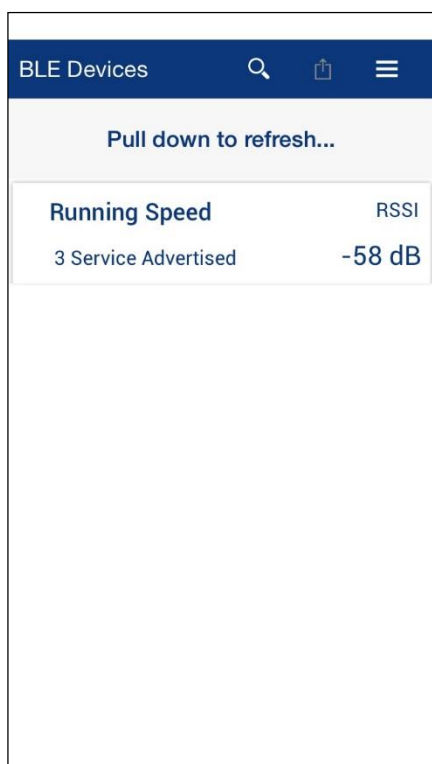 BLE Devices
Pull down to refresh...
Running Speed RSSI
3 Service Advertised -58 dB